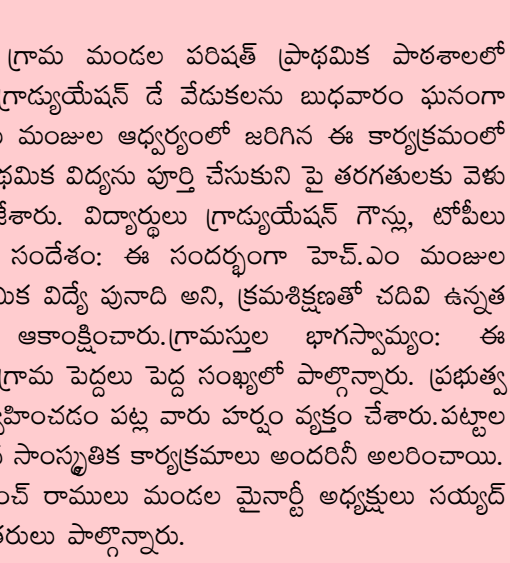 గ్రామ మండల పరిషత్ ప్రాథమిక పాఠశాలలో
గ్రాడ్యుయేషన్ డే వేడుకలను బుధవారం ఘనంగా
మంజుల ఆధ్వర్యంలో జరిగిన ఈ కార్యక్రమంలో
విద్యను పూర్తి చేసుకుని పై తరగతులకు వెళు
విద్యార్థులు గ్రాడ్యుయేషన్ గౌన్లు, టోపీలు
సందేశం: ఈ సందర్భంగా హెచ్.ఎం మంజుల
విద్యే పునాది అని, క్రమశిక్షణతో చదివి ఉన్నత
ఆకాంక్షించారు.గ్రామస్తుల భాగస్వామ్యం: ఈ
గ్రామ పెద్దలు పెద్ద సంఖ్యలో పాల్గొన్నారు. ప్రభుత్వ
పట్ల వారు హర్షం వ్యక్తం చేశారు.పట్టాల
సాంస్కృతిక కార్యక్రమాలు అందరినీ అలరించాయి.
రాములు మండల మైనార్టీ అధ్యక్షులు సయ్యద్
పాల్గొన్నారు.